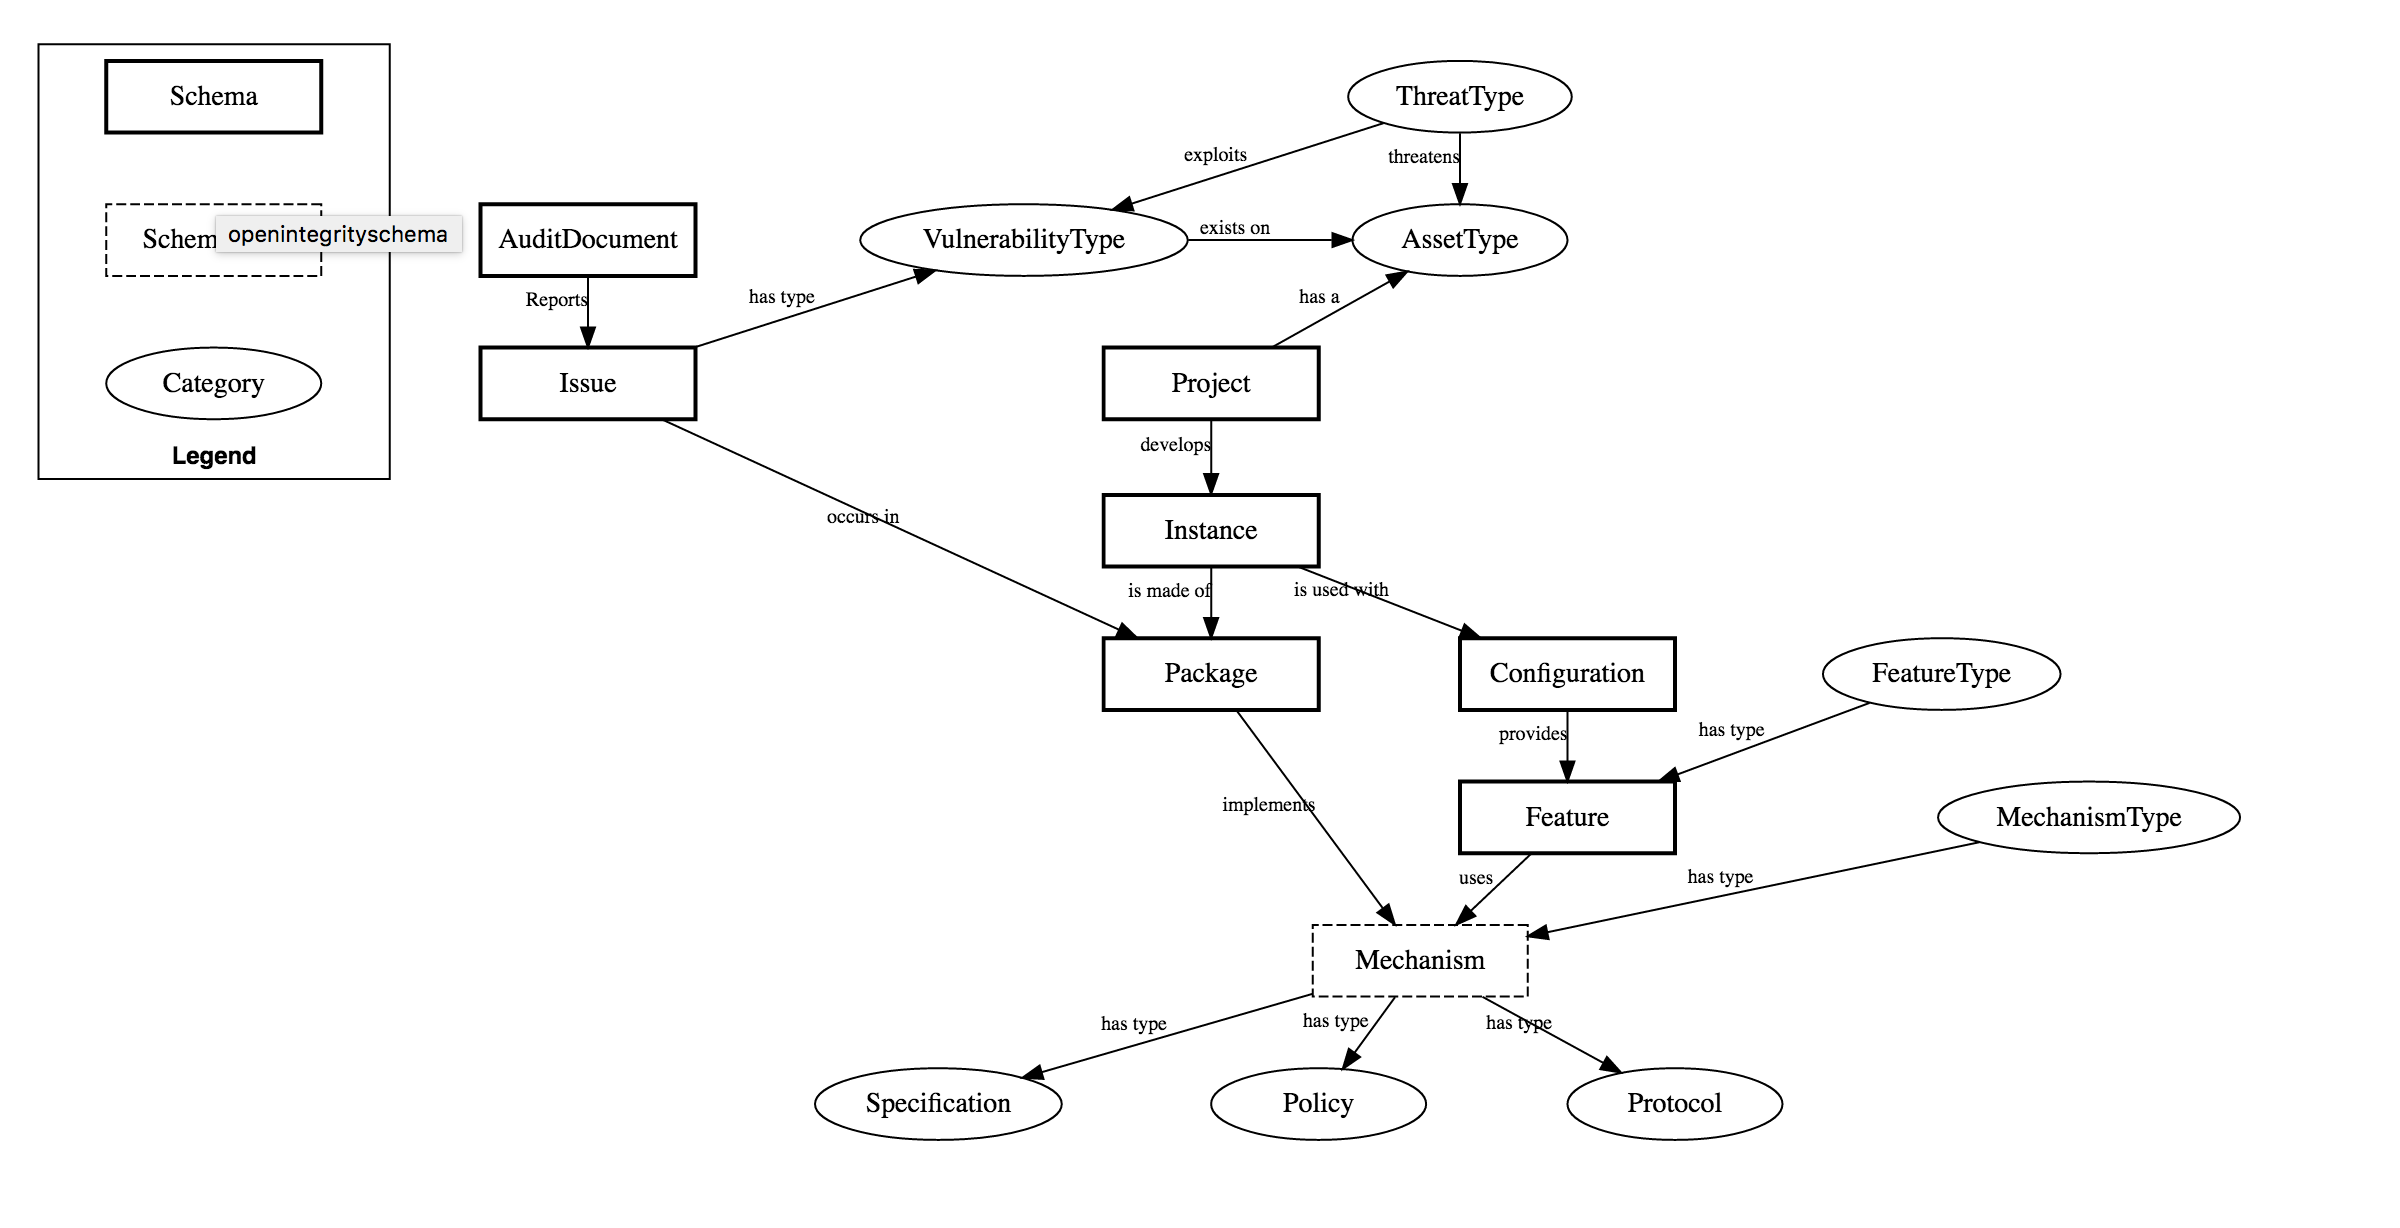 Schema
Schem
openintegrityschema
Category
Legend
ThreatType
exploits
threatens
AuditDocument
VulnerabilityType
exists on
AssetType
Reports
has type
has a
Issue
Project
develops
occurs in
Instance
is made of
is used with
Package
Configuration
FeatureType
provides
has type
implements
Feature
MechanismType
uses
has type
Mechanism
has type
has type
has type
Specification
Policy
Protocol